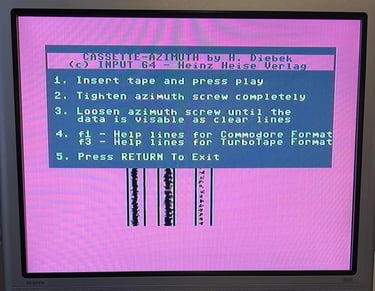 CASSETTE-AZIMUTH by H. Diebek
(c) INPUT 64 - Heinz Heise Verlag
1. Insert tape and press play
2. Tighten azimuth screw completely
3. Loosen azimuth screw until the
data is visable as clear lines
4. f1 - Help lines for Commodore Format
f3 - Help lines for TurboTape Format
5. Press RETURN To Exit